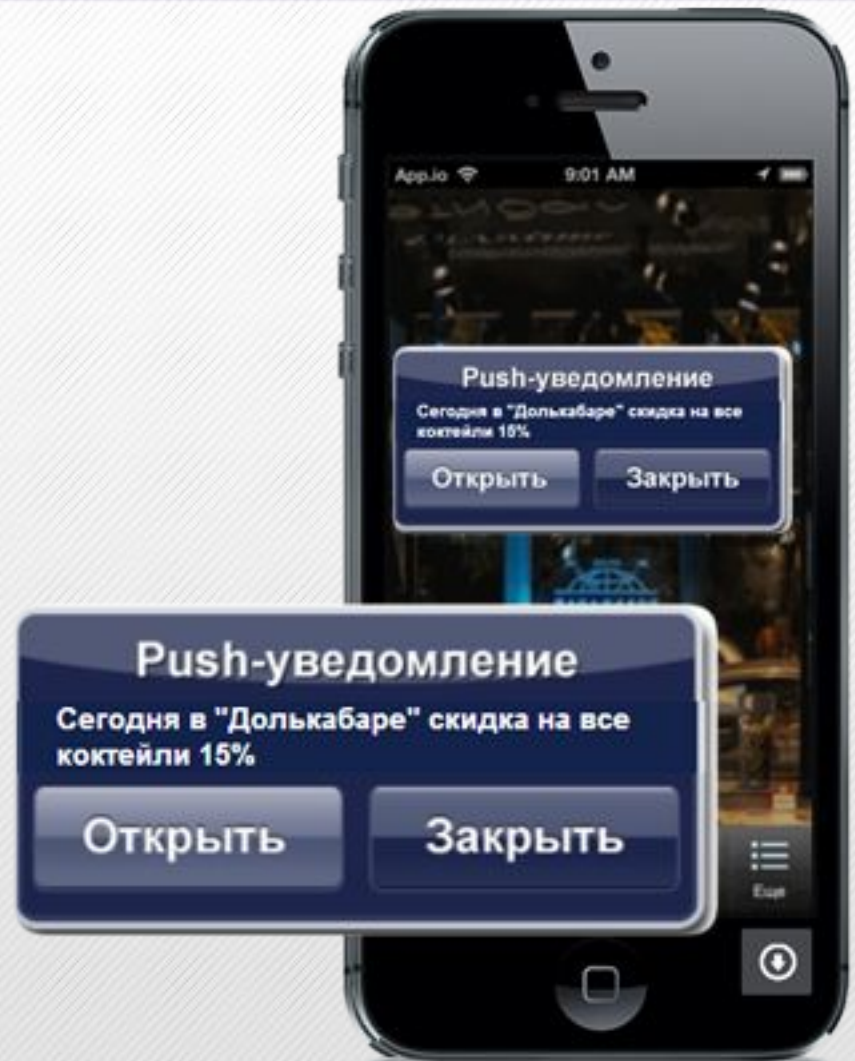 App.io 9:01 AM
Push-уведомление
Сегодня в "Долькабаре" скидка на все
коктейли 15%
Открыть Закрыть
Push-уведомление
Сегодня в "Долькабаре" скидка на все
коктейли 15%
Открыть Закрыть
Еще